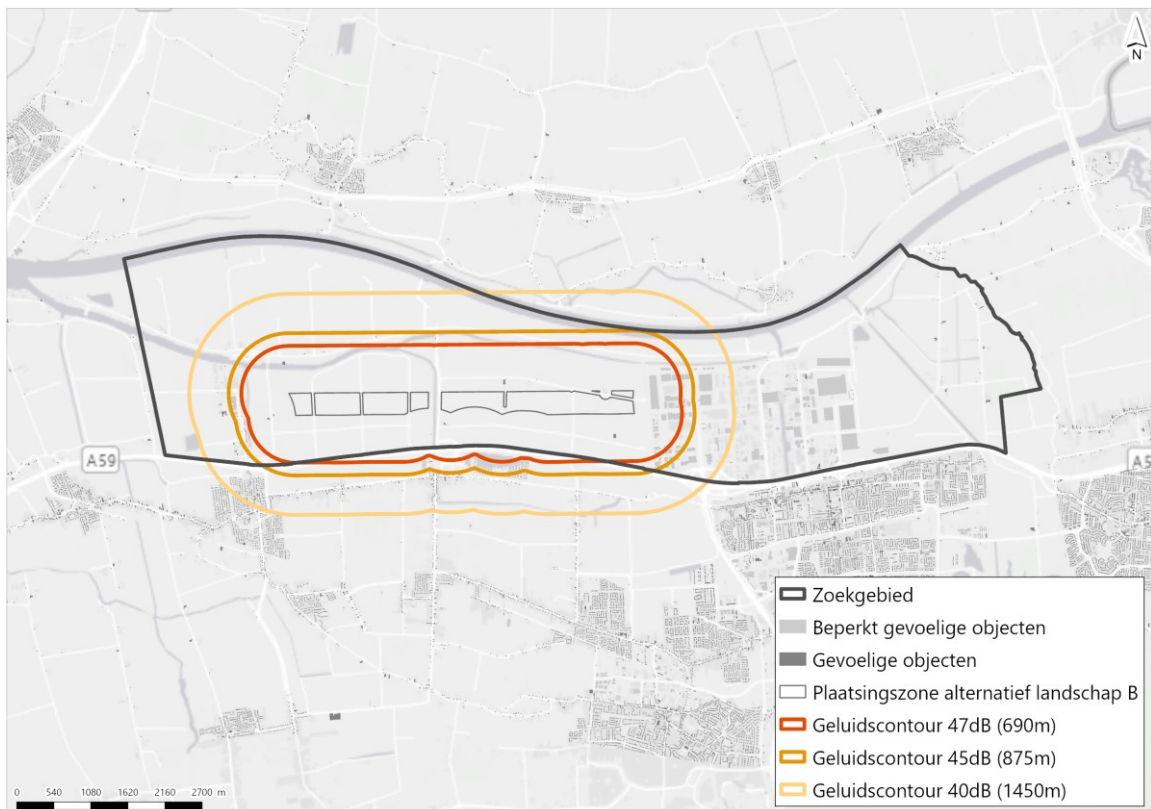 N
A59
A5
Zoekgebied
Beperkt gevoelige objecten
Gevoelige objecten
Plaatsingszone alternatief landschap B
Geluidscontour 47dB (690m)
Geluidscontour 45dB (875m)
Geluidscontour 40dB (1450m)
0 540 1080 1620 2160 2700 m